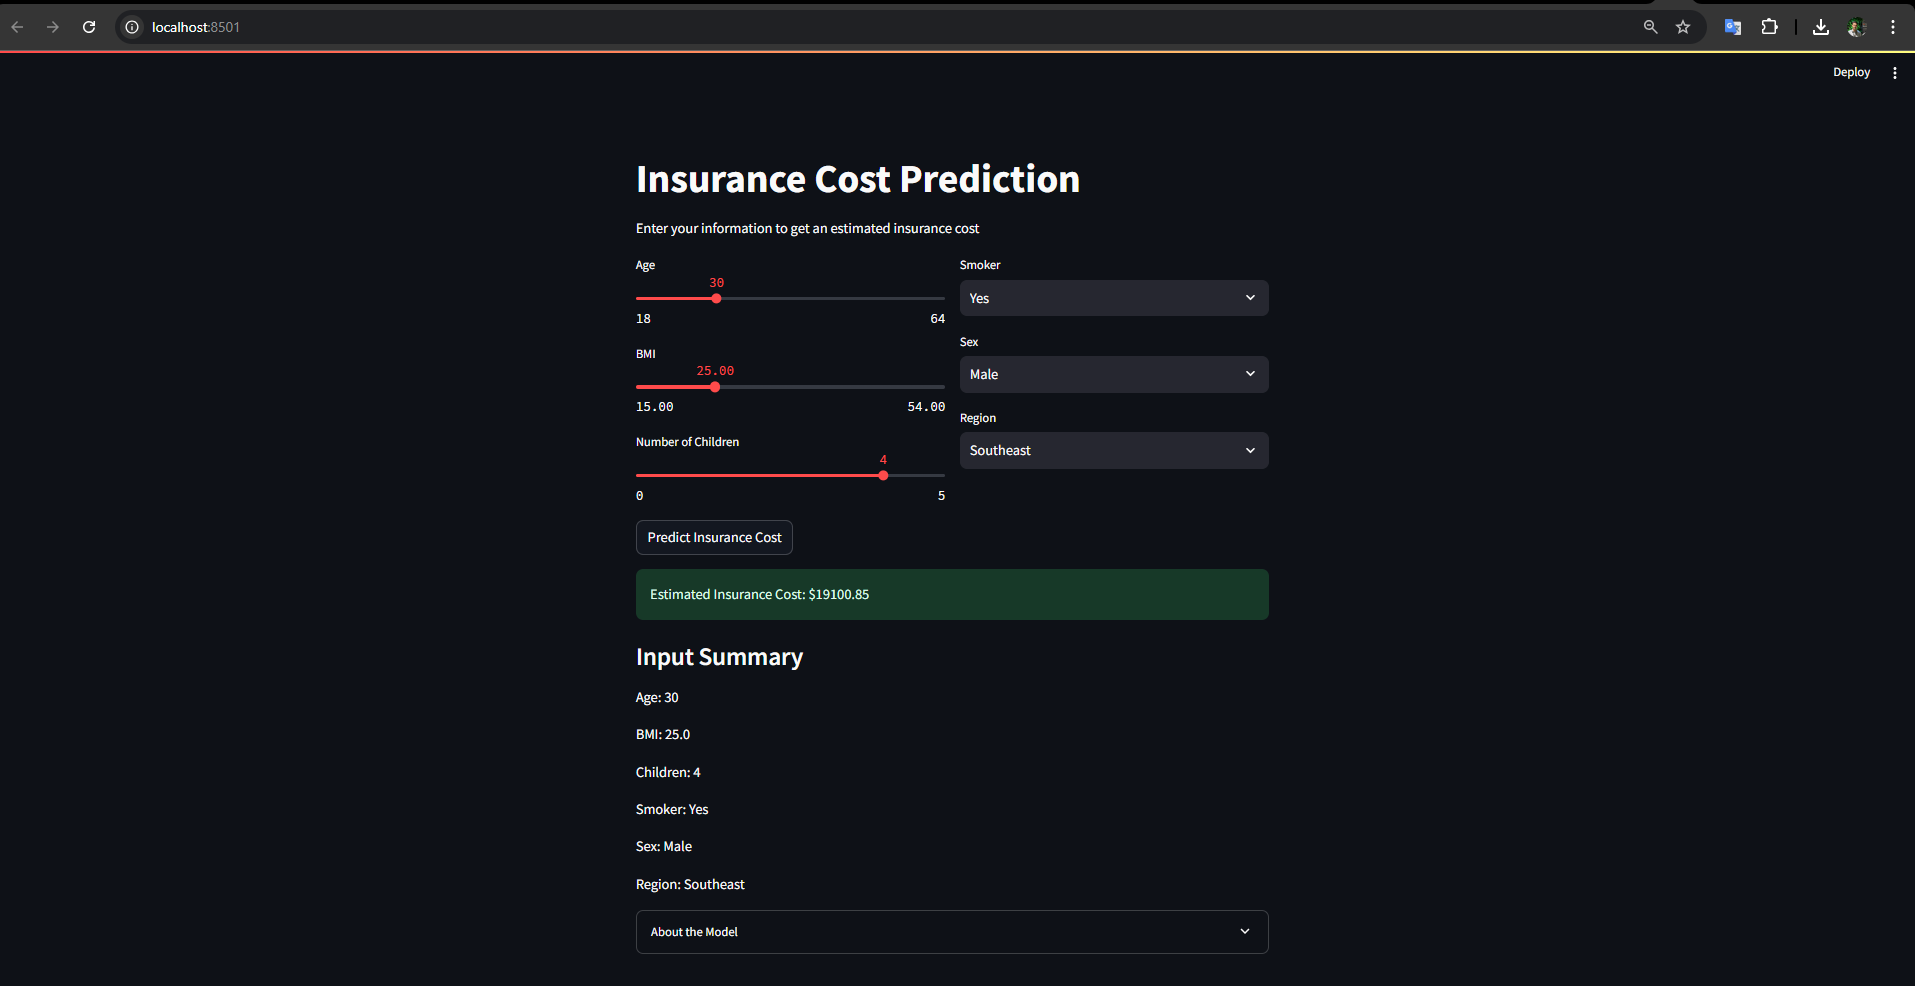 localhost:8501
Deploy
Insurance Cost Prediction
Enter your information to get an estimated insurance cost
Age
30
18 64
BMI
25.00
15.00 54.00
Number of Children
4
0 5
Smoker
Yes
Sex
Male
Region
Southeast
Predict Insurance Cost
Estimated Insurance Cost: $19100.85
Input Summary
Age: 30
BMI: 25.0
Children: 4
Smoker: Yes
Sex: Male
Region: Southeast
About the Model